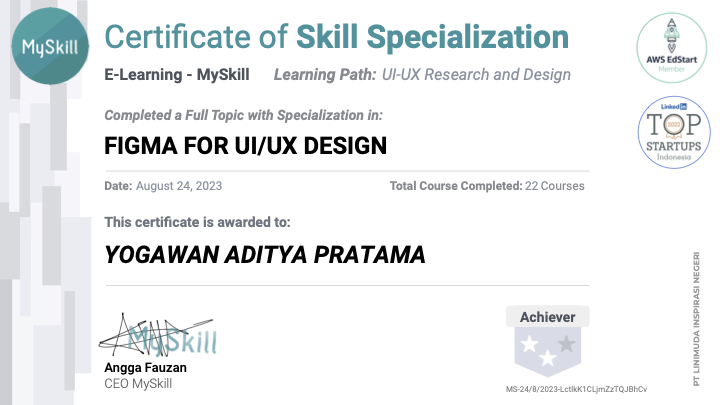 MySkill
Certificate of Skill Specialization
E-Learning - MySkill Learning Path: UI-UX Research and Design
Completed a Full Topic with Specialization in:
FIGMA FOR UI/UX DESIGN
Date: August 24, 2023 Total Course Completed: 22 Courses
This certificate is awarded to:
YOGAWAN ADITYA PRATAMA
MySkill
Angga Fauzan
CEO MySkill
Achiever
MS-24/8/2023-LctlkK1CLjmZzTQJBhCv
AWS EdStart
Member
LinkedIn
TOP
2022
STARTUPS
Indonesia
PT LINIMUDA INSPIRASI NEGERI